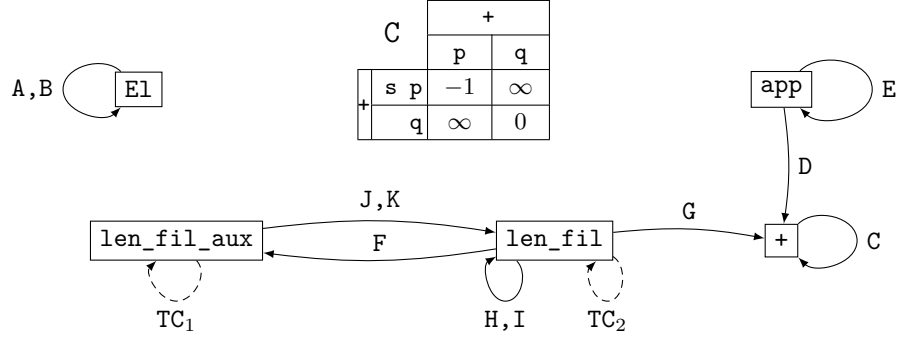 C
+
p q
+ s p −1 ∞
q ∞ 0
A,B
El
app
E
D
J,K
G
len_fil_aux
F
len_fil
+
C
TC₁
H,I
TC₂